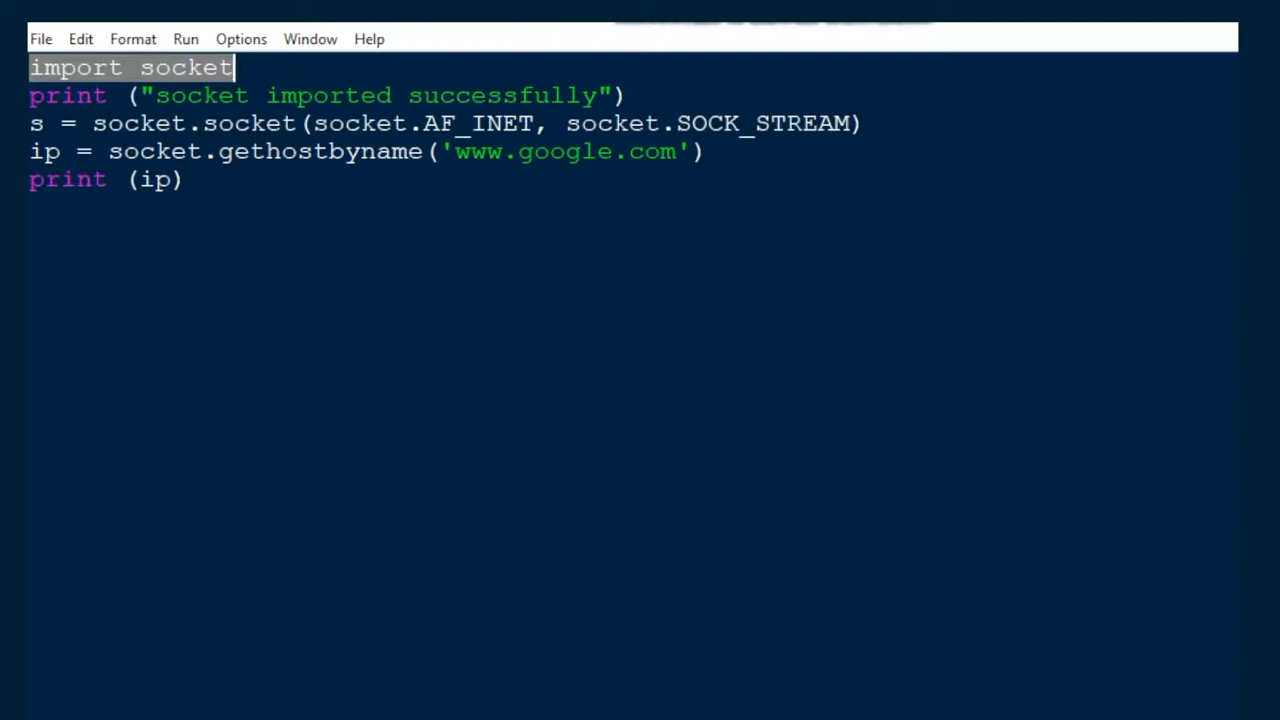 File Edit Format Run Options Window Help
import socket
print ("socket imported successfully")
s = socket.socket(socket.AF_INET, socket.SOCK_STREAM)
ip = socket.gethostbyname('www.google.com')
print (ip)